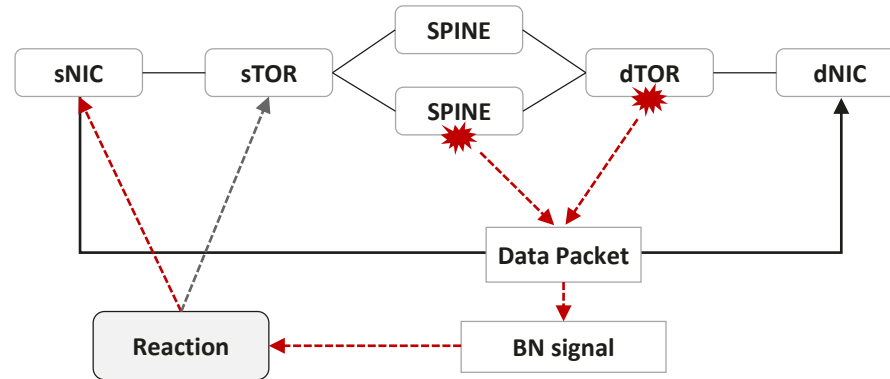 SPINE
sNIC
sTOR
dTOR
dNIC
SPINE
Data Packet
Reaction
BN signal